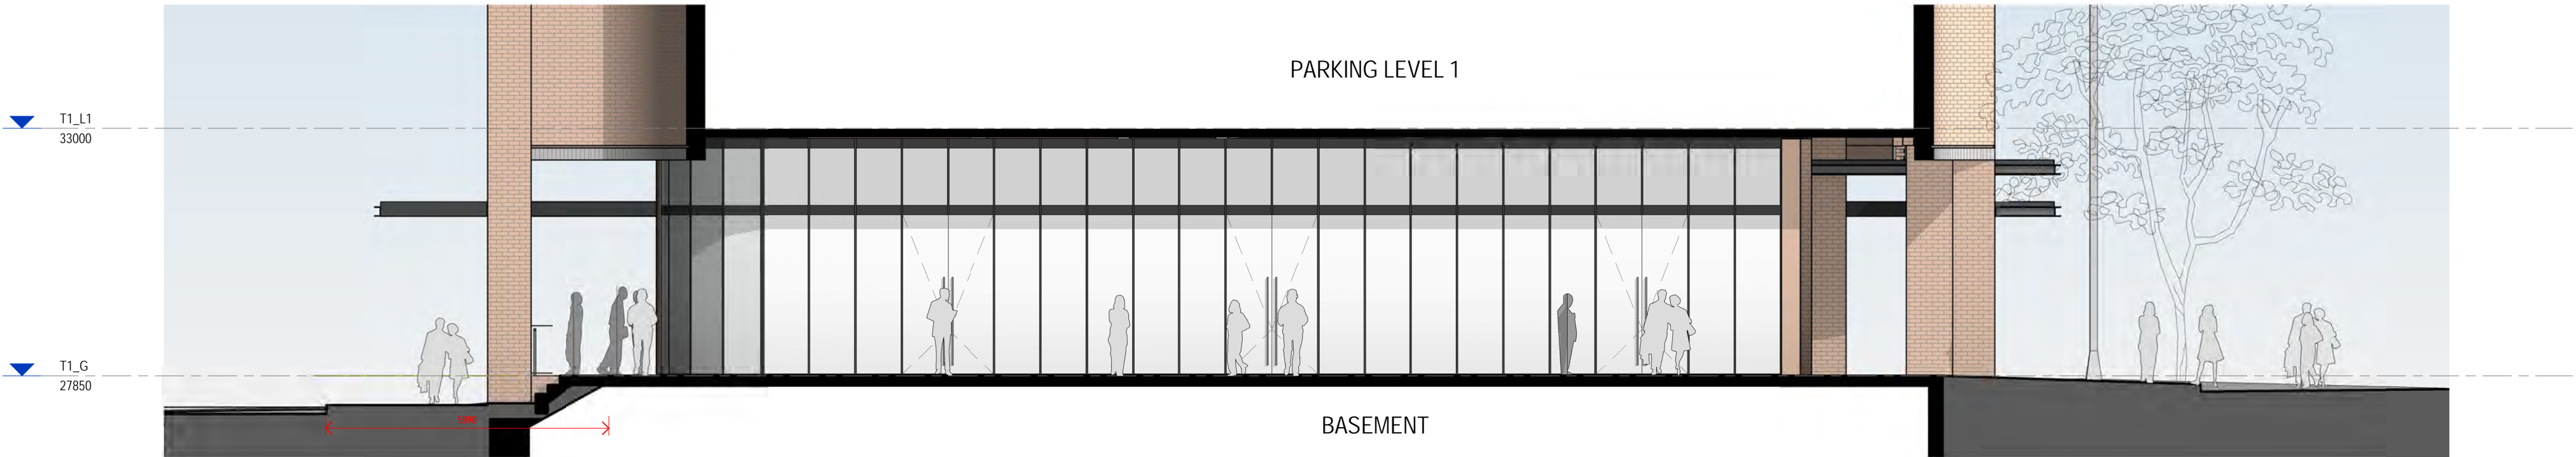 PARKING LEVEL 1
T1_L1
33000
T1_G
27850
BASEMENT